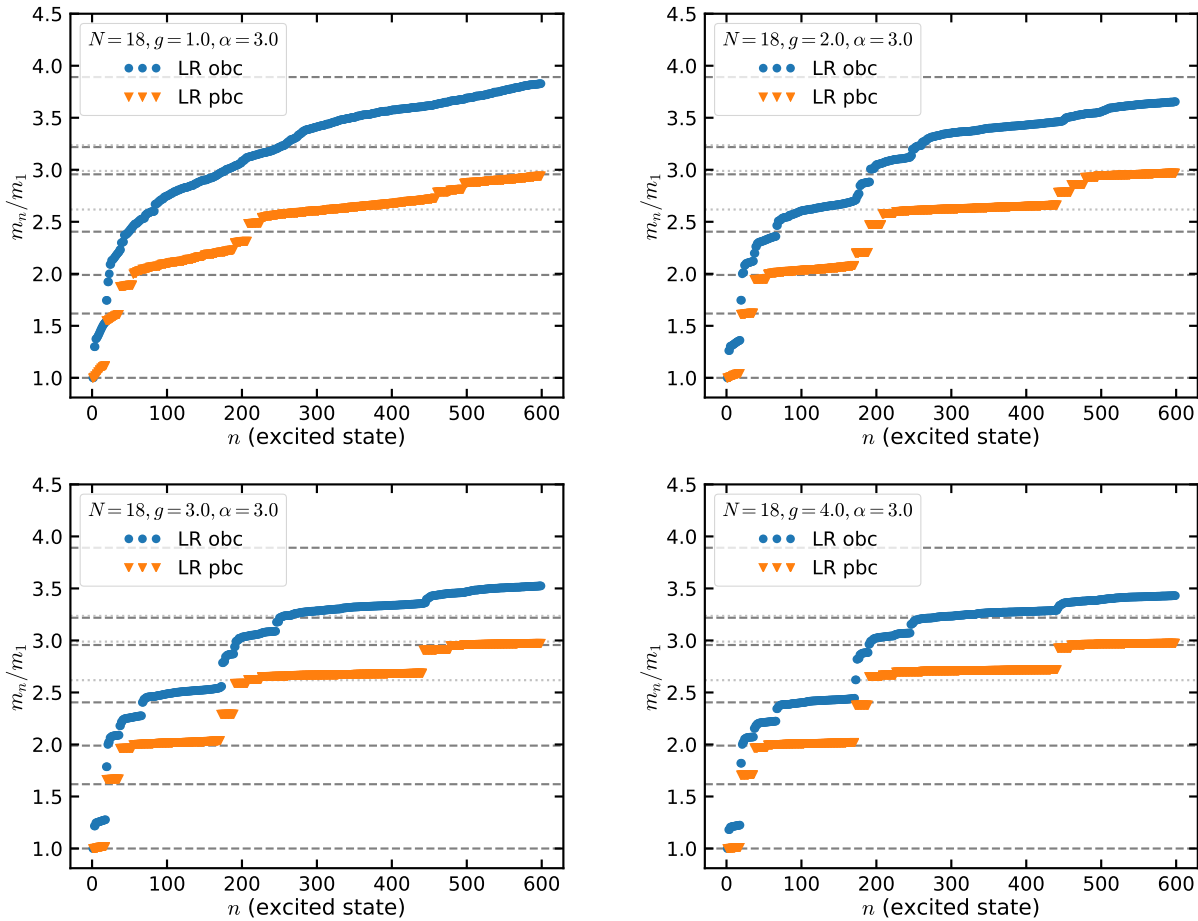 4.5
4.0
3.5
3.0
2.5
2.0
1.5
1.0
m_n/m_1
N = 18, g = 1.0, α = 3.0
LR obc
LR pbc
0 100 200 300 400 500 600
n (excited state)
4.5
4.0
3.5
3.0
2.5
2.0
1.5
1.0
m_n/m_1
N = 18, g = 2.0, α = 3.0
LR obc
LR pbc
0 100 200 300 400 500 600
n (excited state)
4.5
4.0
3.5
3.0
2.5
2.0
1.5
1.0
m_n/m_1
N = 18, g = 3.0, α = 3.0
LR obc
LR pbc
0 100 200 300 400 500 600
n (excited state)
4.5
4.0
3.5
3.0
2.5
2.0
1.5
1.0
m_n/m_1
N = 18, g = 4.0, α = 3.0
LR obc
LR pbc
0 100 200 300 400 500 600
n (excited state)